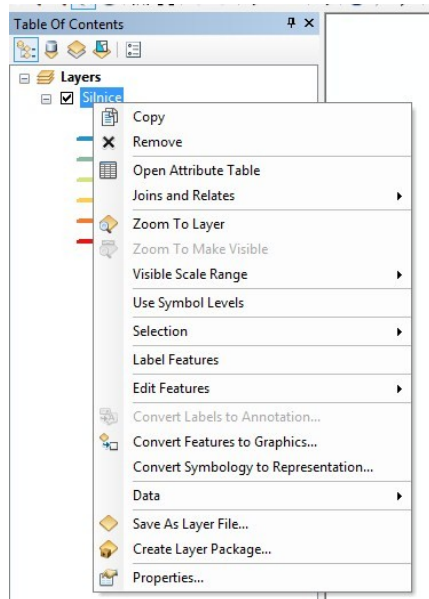 Table Of Contents
Layers
Silnice
Copy
Remove
Open Attribute Table
Joins and Relates
Zoom To Layer
Zoom To Make Visible
Visible Scale Range
Use Symbol Levels
Selection
Label Features
Edit Features
Convert Labels to Annotation...
Convert Features to Graphics...
Convert Symbology to Representation...
Data
Save As Layer File...
Create Layer Package...
Properties...